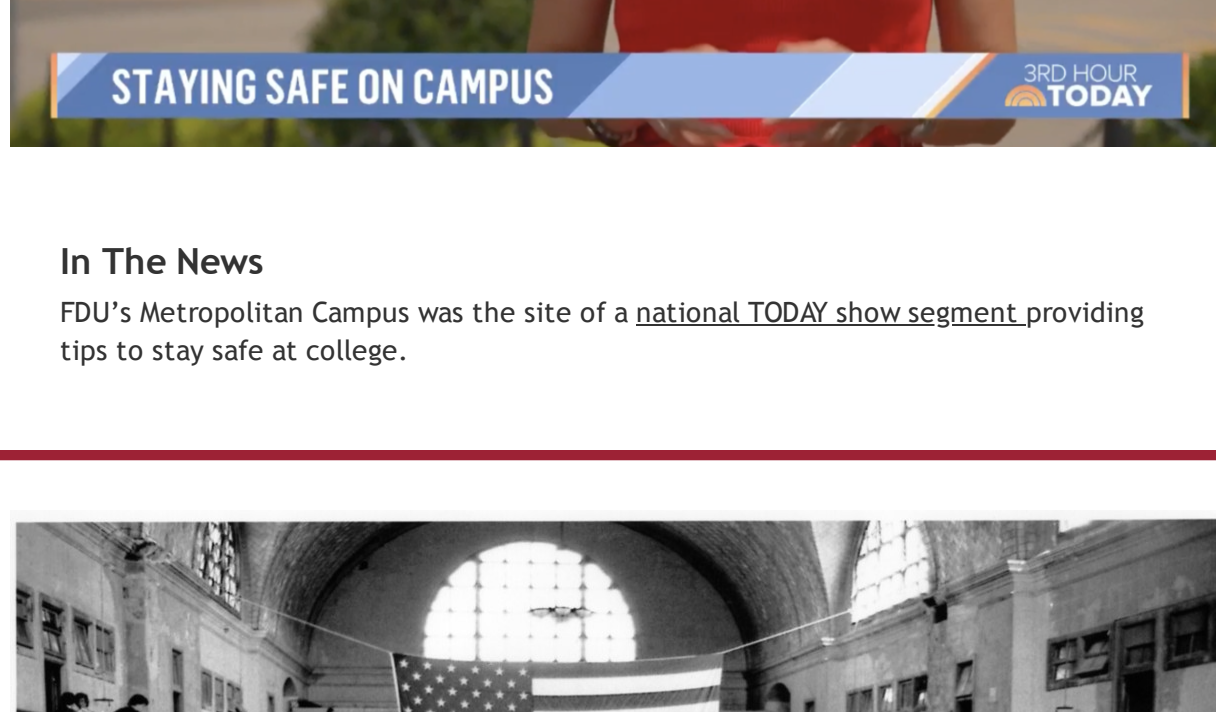 STAYING SAFE ON CAMPUS
3RD HOUR
TODAY
In The News
FDU’s Metropolitan Campus was the site of a national TODAY show segment providing
tips to stay safe at college.